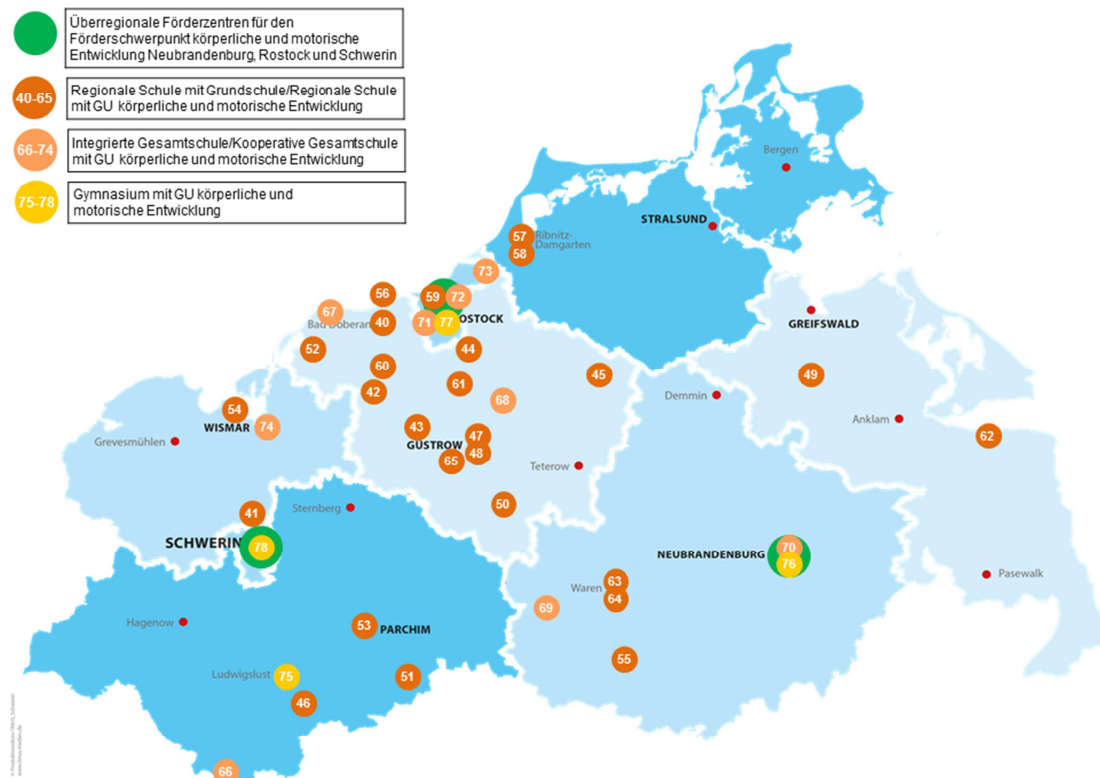 Überregionale Förderzentren für den
Förderschwerpunkt körperliche und motorische
Entwicklung Neubrandenburg, Rostock und Schwerin
40-65
Regionale Schule mit Grundschule/Regionale Schule
mit GU körperliche und motorische Entwicklung
66-74
Integrierte Gesamtschule/Kooperative Gesamtschule
mit GU körperliche und motorische Entwicklung
75-78
Gymnasium mit GU körperliche und
motorische Entwicklung
Bergen
STRALSUND
57
Ribnitz-
58
Damgarten
73
56
59
72
67
Bad Doberan
40
71
77
OSTOCK
GREIFSWALD
52
44
60
61
45
49
42
68
Demmin
54
WISMAR
74
Anklam
Grevesmühlen
43
47
62
GÜSTROW
48
65
Teterow
50
Sternberg
41
SCHWERIN
78
NEUBRANDENBURG
70
76
Waren
63
64
Pasewalk
69
Hagenow
53
PARCHIM
55
Ludwigslust
75
51
46
66